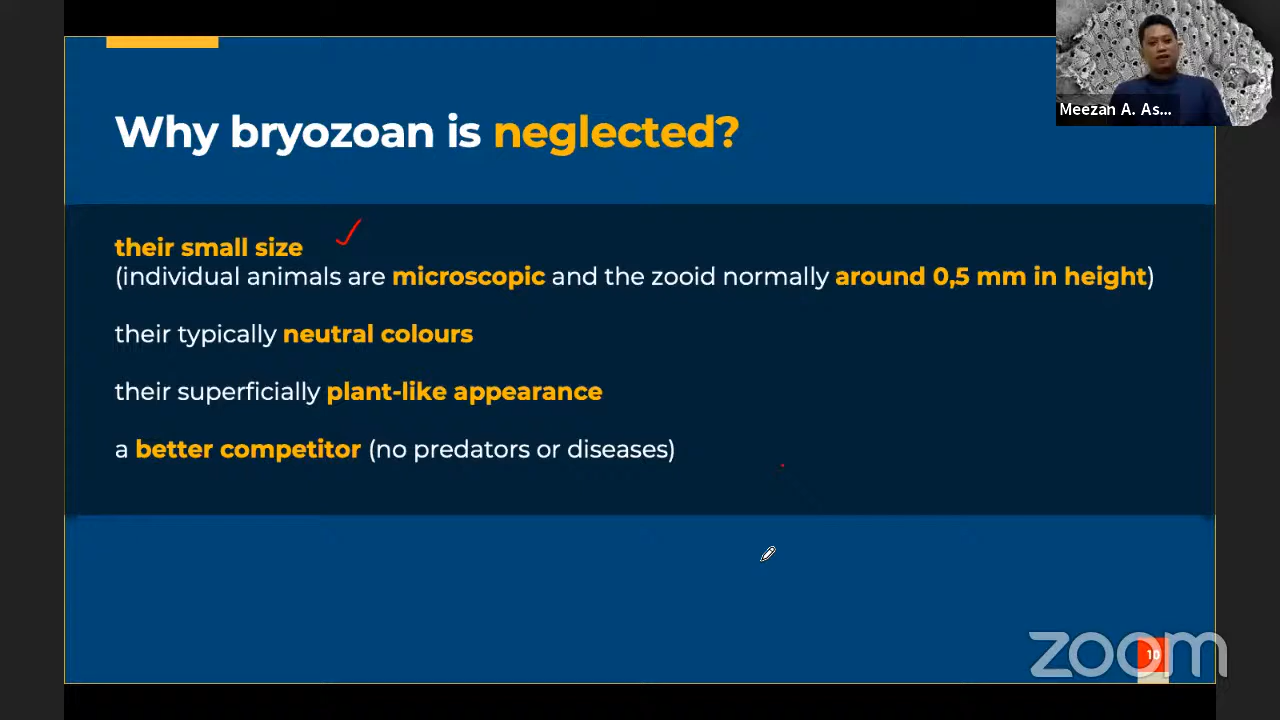 Meezan A. As...
Why bryozoan is neglected?
their small size
(individual animals are microscopic and the zooid normally around 0,5 mm in height)
their typically neutral colours
their superficially plant-like appearance
a better competitor (no predators or diseases)
10
zoom